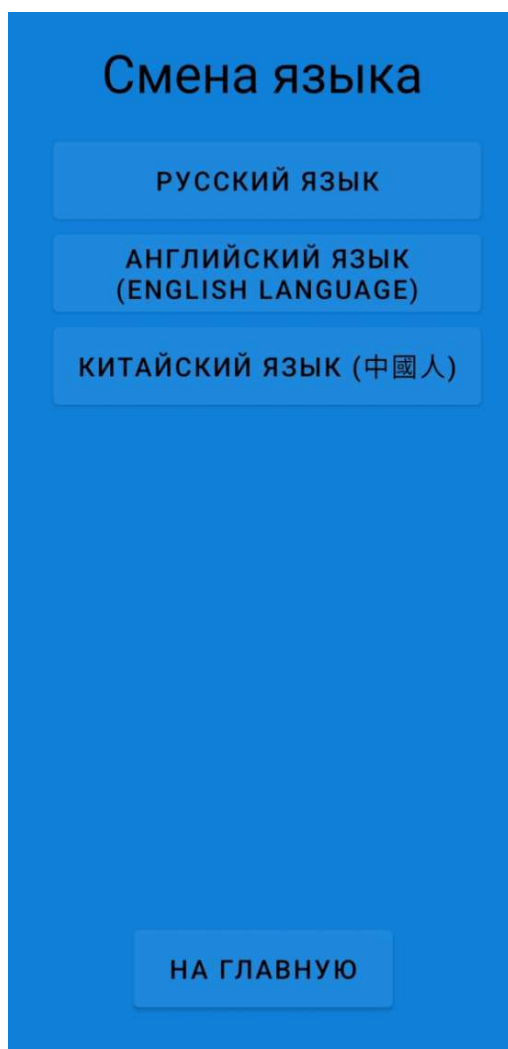 Смена языка
РУССКИЙ ЯЗЫК
АНГЛИЙСКИЙ ЯЗЫК
(ENGLISH LANGUAGE)
КИТАЙСКИЙ ЯЗЫК (中國人)
НА ГЛАВНУЮ